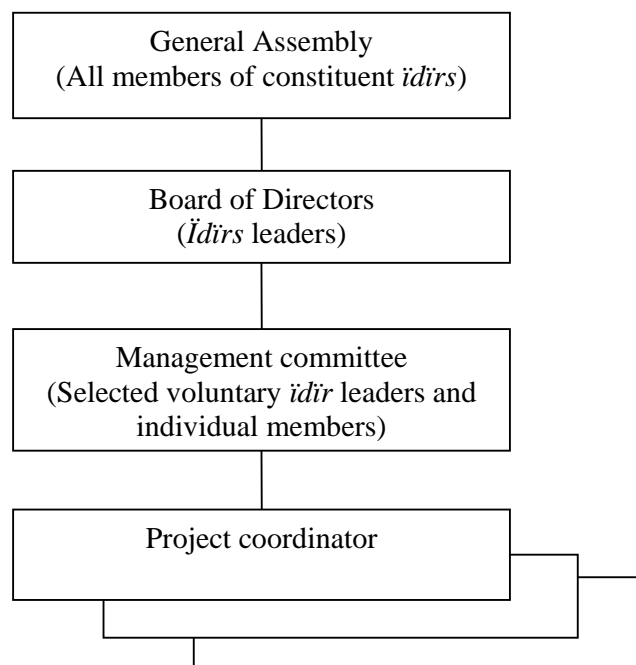 General Assembly
(All members of constituent ïdïrs)
Board of Directors
(Ïdïrs leaders)
Management committee
(Selected voluntary ïdïr leaders and
individual members)
Project coordinator